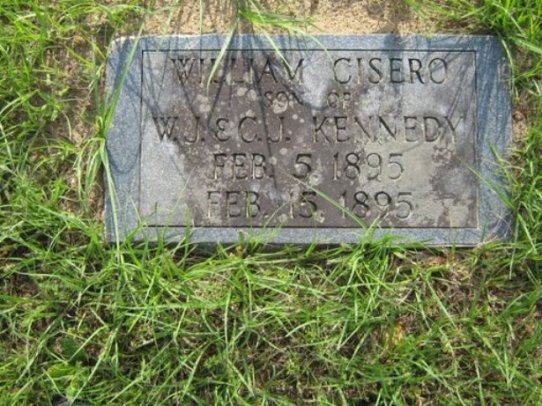 WILLIAM CISERO
SON OF
W.J. & C.J. KENNEDY
FEB. 5 1895
FEB. 15, 1895